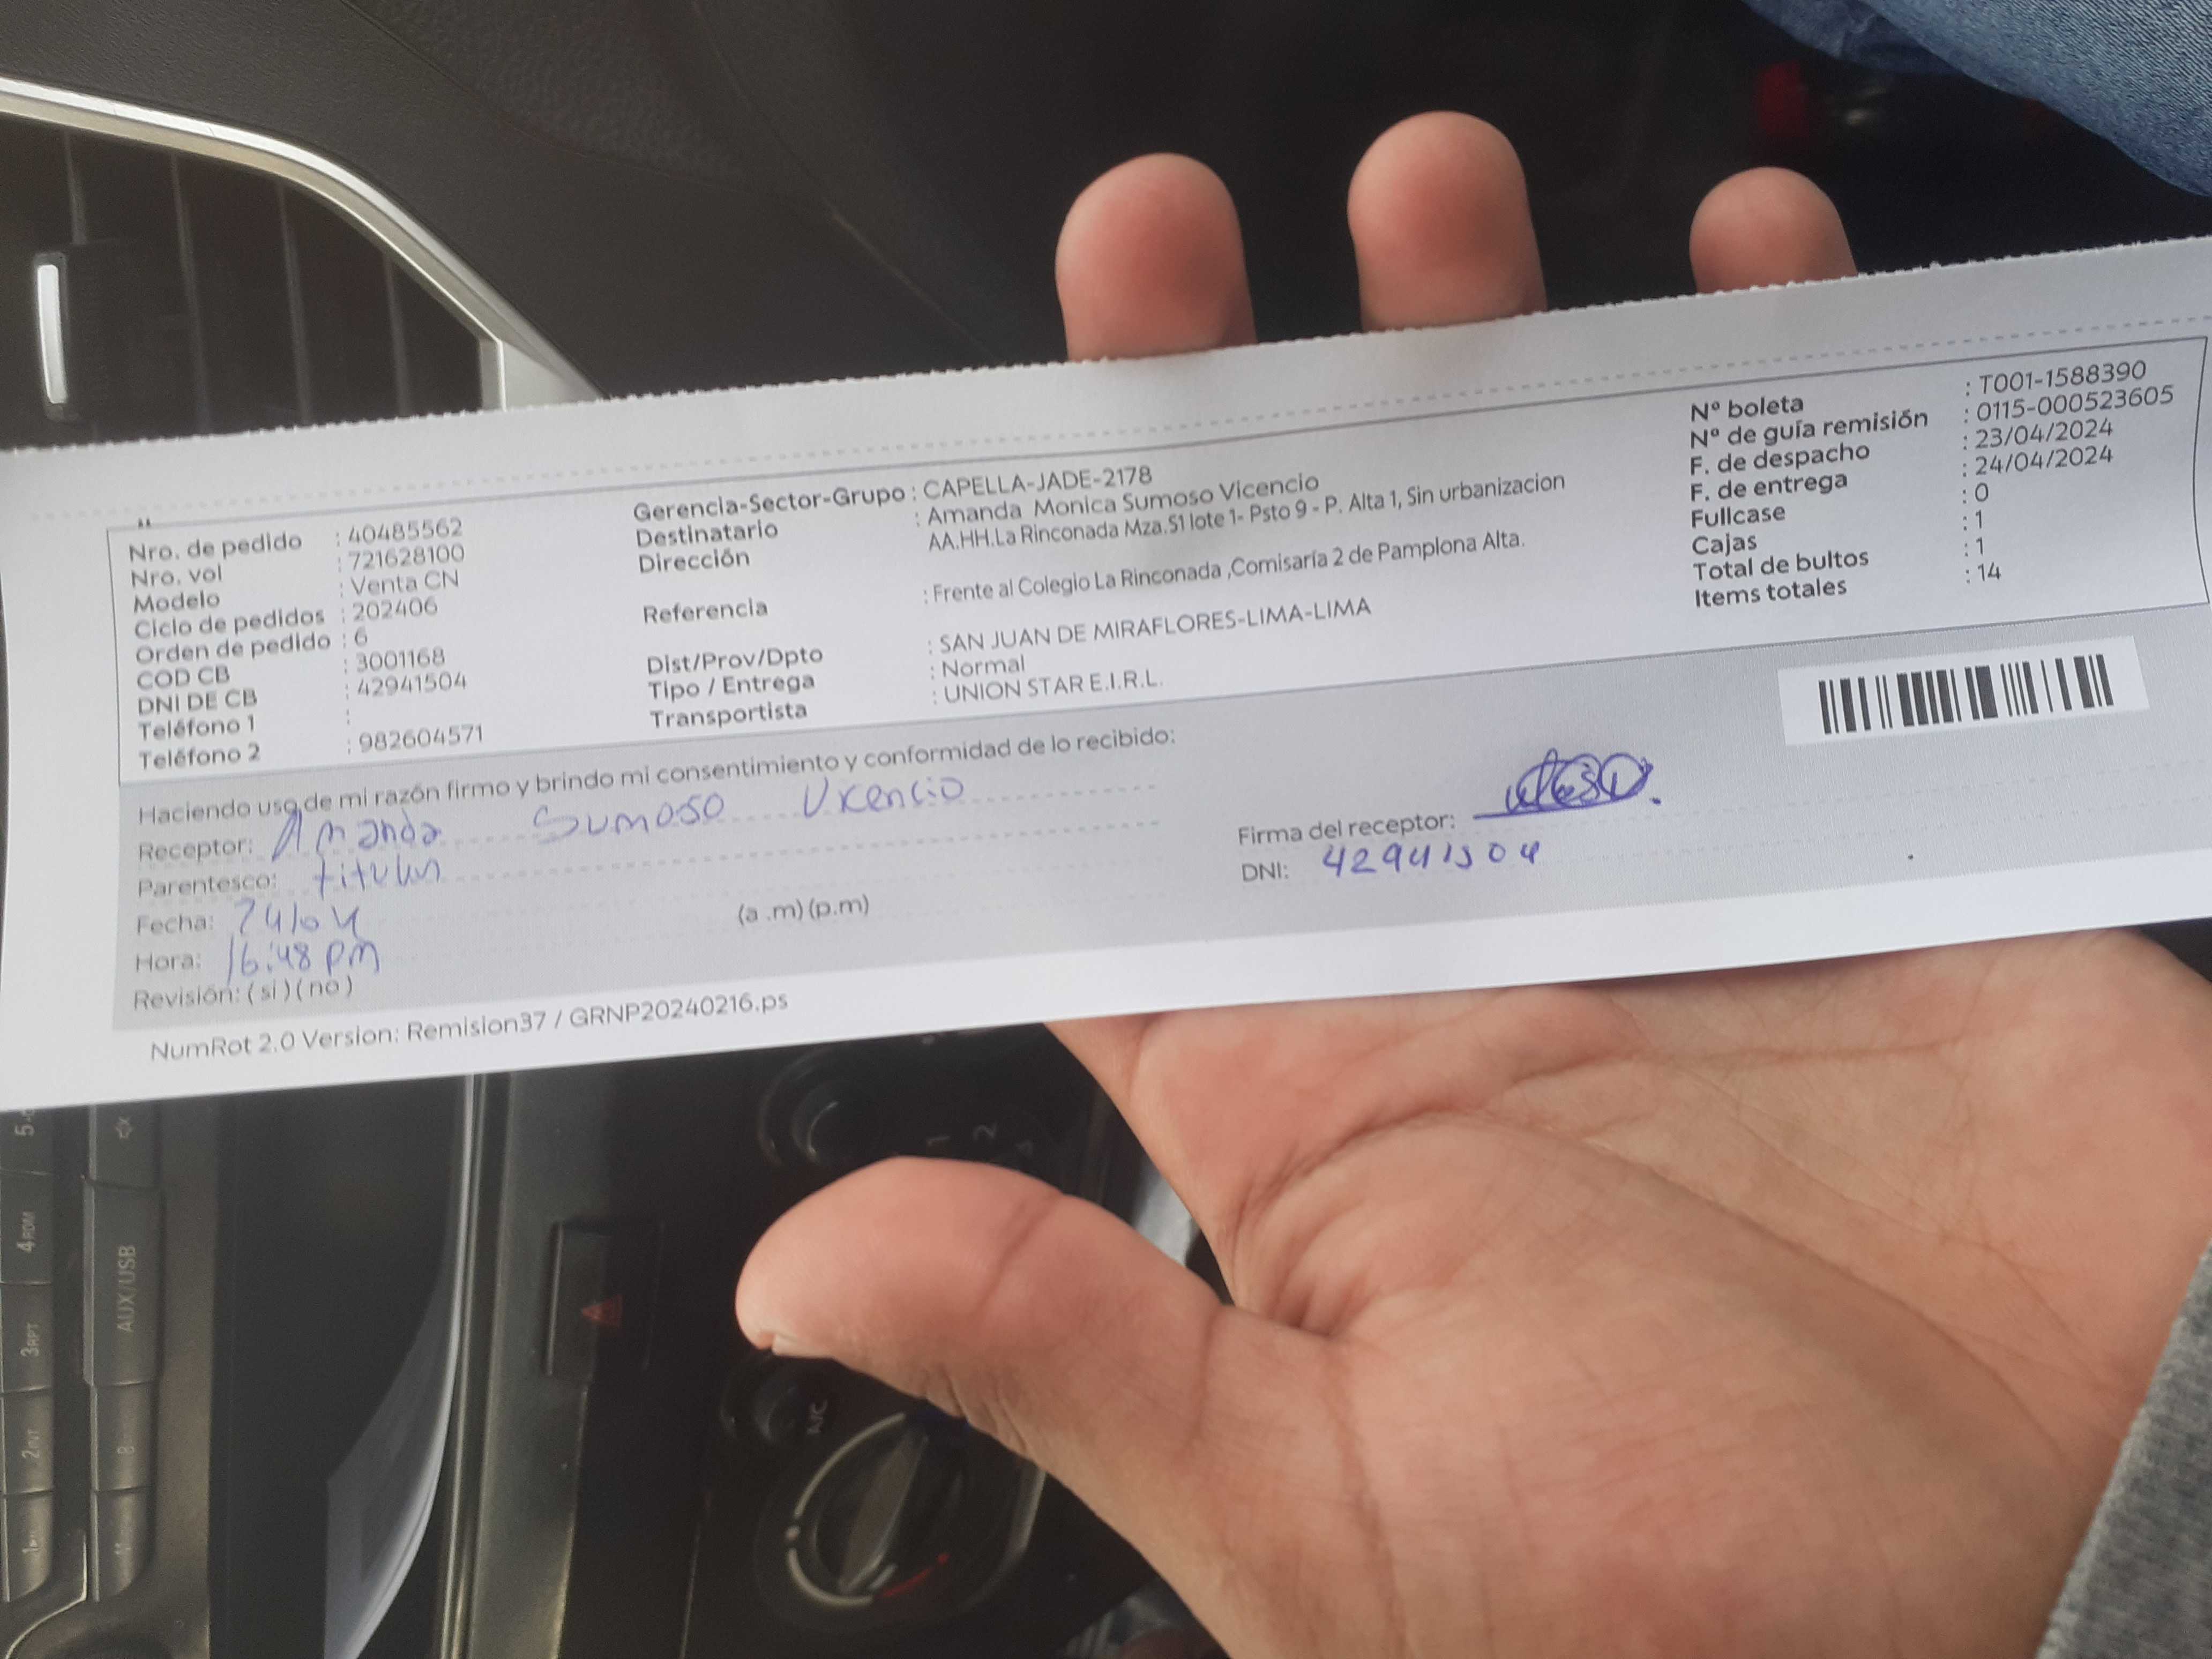 Nro. de pedido : 40485562
Nro. vol : 721628100
Modelo : Venta CN
Ciclo de pedidos : 202406
Orden de pedido : 6
COD CB : 3001168
DNI DE CB : 42941504
Teléfono 1 :
Teléfono 2 : 982604571
Gerencia-Sector-Grupo : CAPELLA-JADE-2178
Destinatario : Amanda Monica Sumoso Vicencio
Dirección AA.HH.La Rinconada Mza.S1 lote 1- Psto 9 - P. Alta 1, Sin urbanizacion
Referencia : Frente al Colegio La Rinconada ,Comisaría 2 de Pamplona Alta.
Dist/Prov/Dpto : SAN JUAN DE MIRAFLORES-LIMA-LIMA
Tipo / Entrega : Normal
Transportista : UNION STAR E.I.R.L.
Nº boleta : T001-1588390
Nº de guía remisión : 0115-000523605
F. de despacho : 23/04/2024
F. de entrega : 24/04/2024
Fullcase : 0
Cajas : 1
Total de bultos : 1
Items totales : 14
Haciendo uso de mi razón firmo y brindo mi consentimiento y conformidad de lo recibido:
Receptor: Amanda Sumoso Vicencio
Parentesco: titular
Fecha: 24/04
Hora: 16:48 pm (a .m) (p.m)
Revisión: ( si ) ( no )
Firma del receptor:
DNI: 42941504
NumRot 2.0 Version: Remision37 / GRNP20240216.ps
AUX/USB
4RDM
3RPT
2INT
A/C
1
2